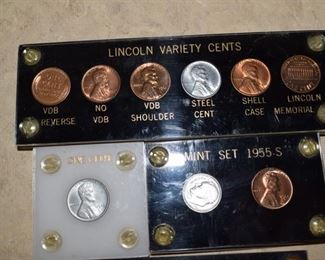 LINCOLN VARIETY CENTS
VDB REVERSE
NO VDB
VDB SHOULDER
STEEL CENT
SHELL CASE
LINCOLN MEMORIAL
MINT SET 1955-S